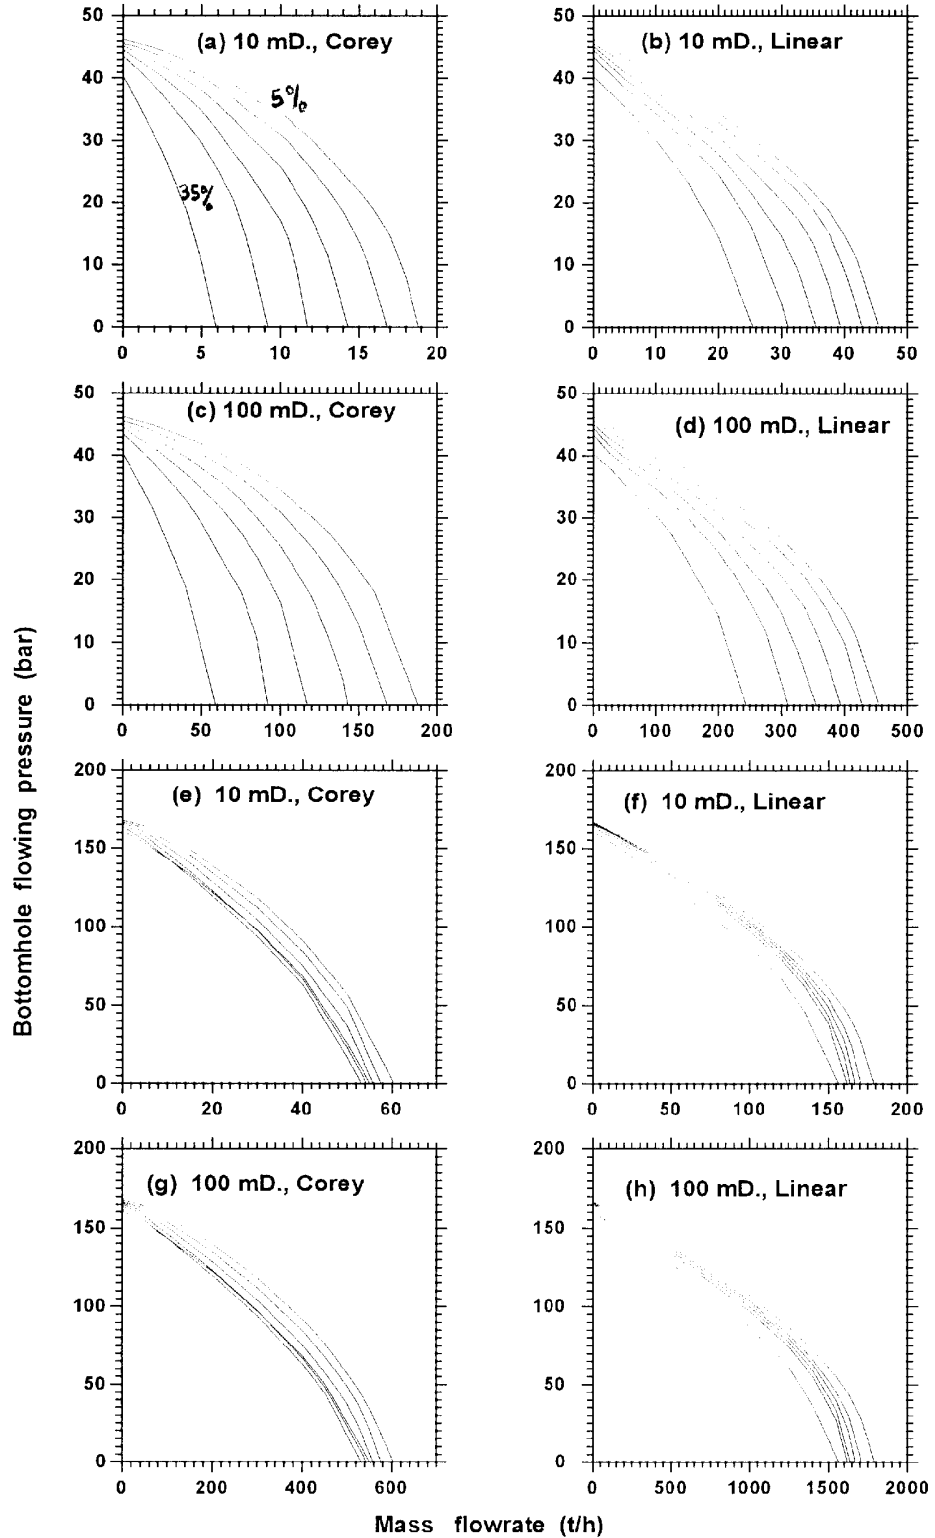 50
40
30
20
10
0
(a) 10 mD., Corey
5%
35%
0 5 10 15 20
50
40
30
20
10
0
(b) 10 mD., Linear
0 10 20 30 40 50
50
40
30
20
10
0
(c) 100 mD., Corey
0 50 100 150 200
50
40
30
20
10
0
(d) 100 mD., Linear
0 100 200 300 400 500
Bottomhole flowing pressure (bar)
200
150
100
50
0
(e) 10 mD., Corey
0 20 40 60
200
150
100
50
0
(f) 10 mD., Linear
0 50 100 150 200
200
150
100
50
0
(g) 100 mD., Corey
0 200 400 600
200
150
100
50
0
(h) 100 mD., Linear
0 500 1000 1500 2000
Mass flowrate (t/h)